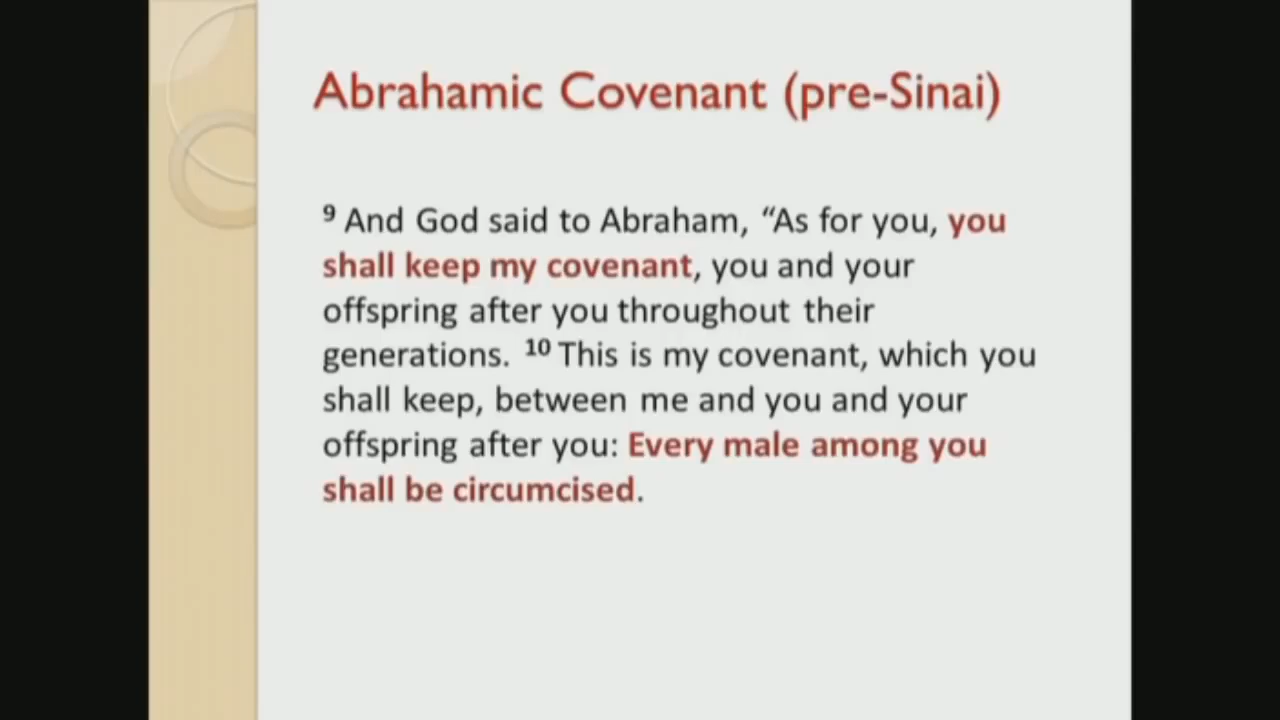 Abrahamic Covenant (pre-Sinai)
⁹ And God said to Abraham, “As for you, you
shall keep my covenant, you and your
offspring after you throughout their
generations. ¹⁰ This is my covenant, which you
shall keep, between me and you and your
offspring after you: Every male among you
shall be circumcised.